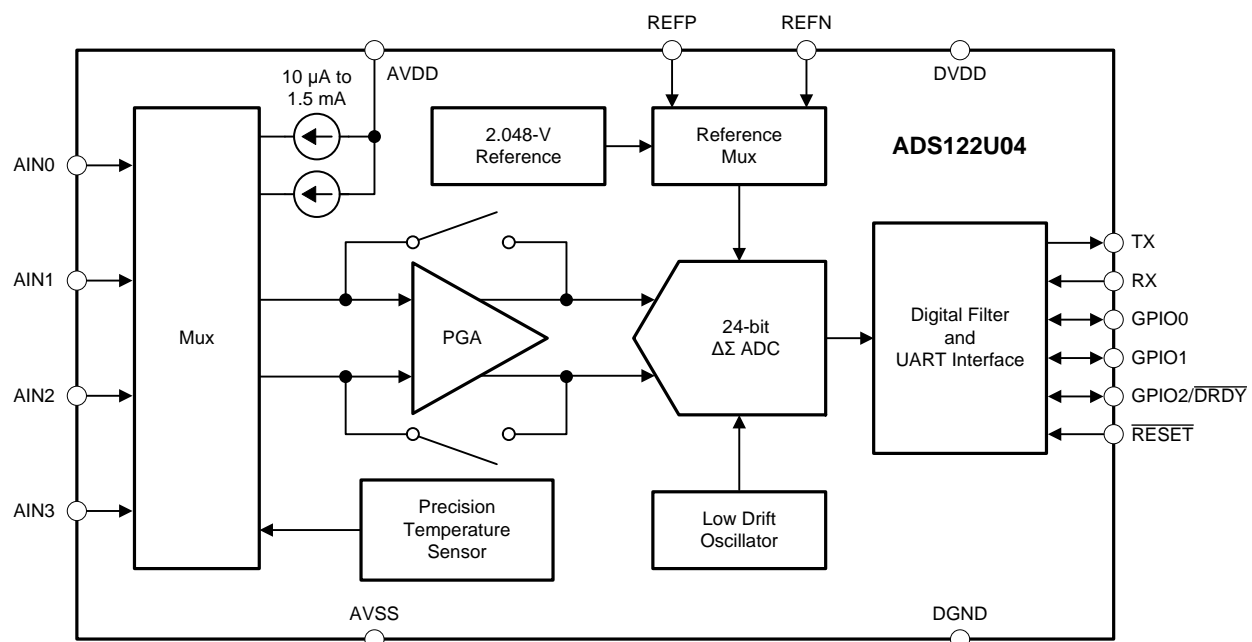 REFP
REFN
AVDD
DVDD
10 µA to
1.5 mA
2.048-V
Reference
Reference
Mux
ADS122U04
AIN0
AIN1
AIN2
AIN3
Mux
PGA
24-bit
ΔΣ ADC
Digital Filter
and
UART Interface
TX
RX
GPIO0
GPIO1
GPIO2/DRDY
RESET
Precision
Temperature
Sensor
Low Drift
Oscillator
AVSS
DGND